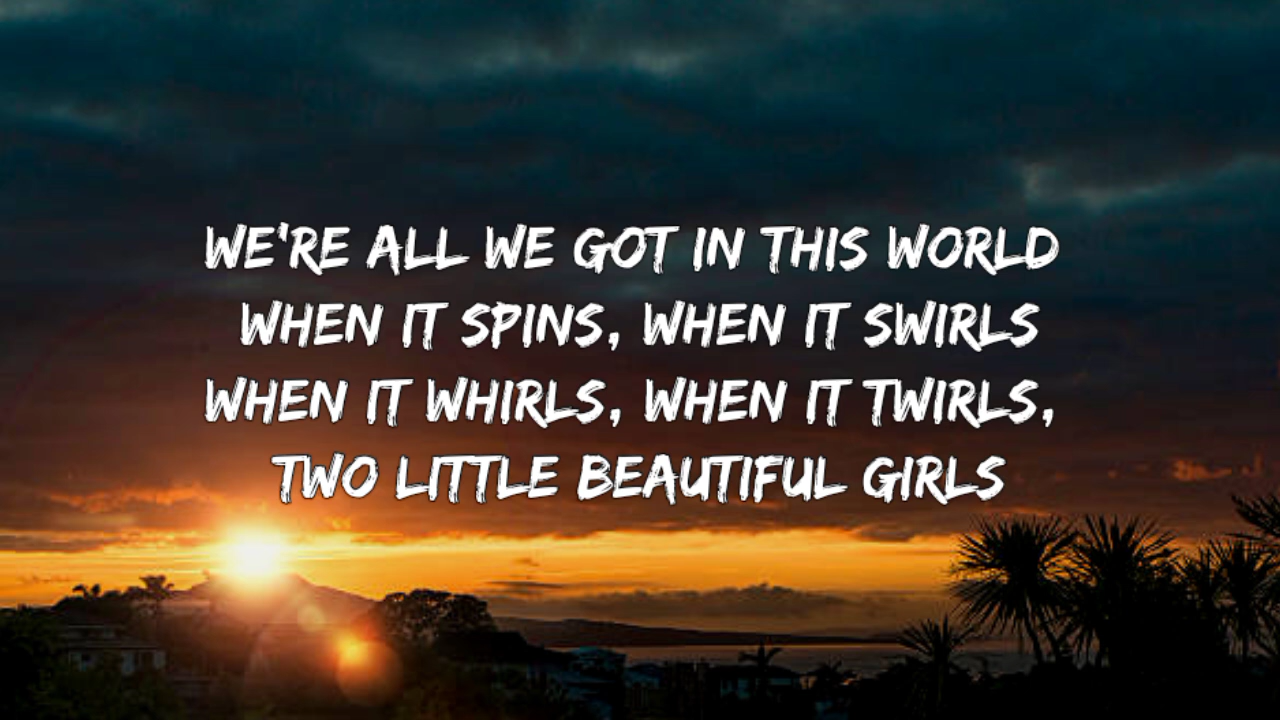 WE'RE ALL WE GOT IN THIS WORLD
WHEN IT SPINS, WHEN IT SWIRLS
WHEN IT WHIRLS, WHEN IT TWIRLS,
TWO LITTLE BEAUTIFUL GIRLS